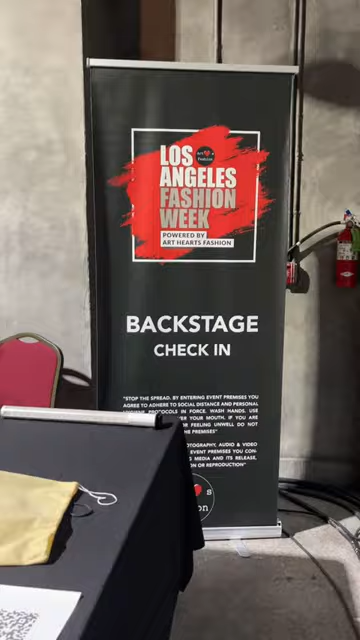 LOS
ANGELES
FASHION
WEEK
POWERED BY
ART HEARTS FASHION
BACKSTAGE
CHECK IN
"STOP THE SPREAD. BY ENTERING EVENT PREMISES YOU
AGREE TO ADHERE TO SOCIAL DISTANCE AND PERSONAL
PROTOCOLS IN FORCE. WASH HANDS. USE
ER YOUR MOUTH. IF YOU ARE
FEELING UNWELL DO NOT
HE PREMISES"
OTOGRAPHY, AUDIO & VIDEO
EVENT PREMISES YOU CON-
MEDIA AND ITS RELEASE,
ON OR REPRODUCTION"